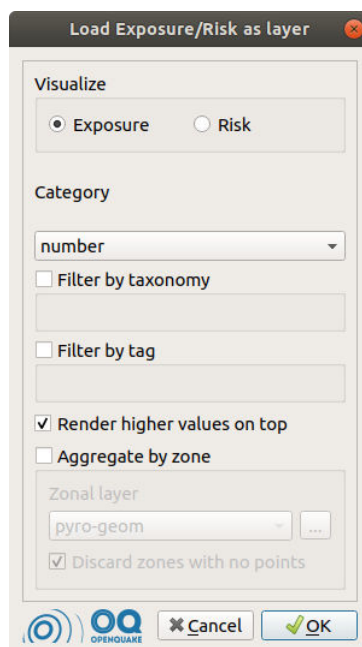 Load Exposure/Risk as layer
Visualize
Exposure Risk
Category
number
Filter by taxonomy
Filter by tag
Render higher values on top
Aggregate by zone
Zonal layer
pyro-geom ...
Discard zones with no points
OQ
OPENQUAKE
Cancel OK